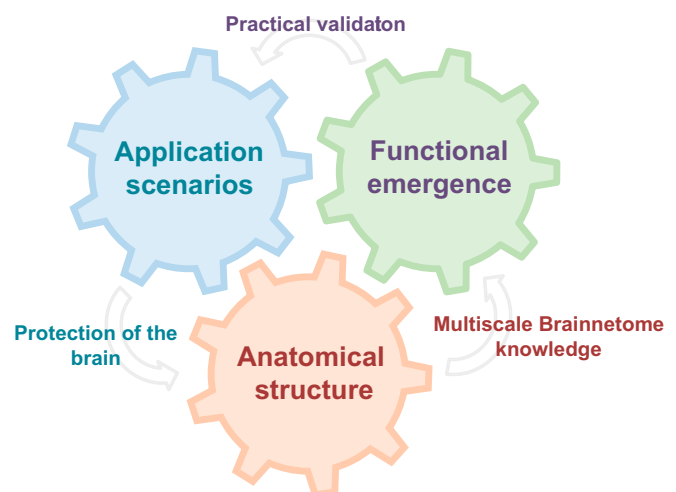 Practical validaton
Application
scenarios
Functional
emergence
Protection of the
brain
Multiscale Brainnetome
knowledge
Anatomical
structure